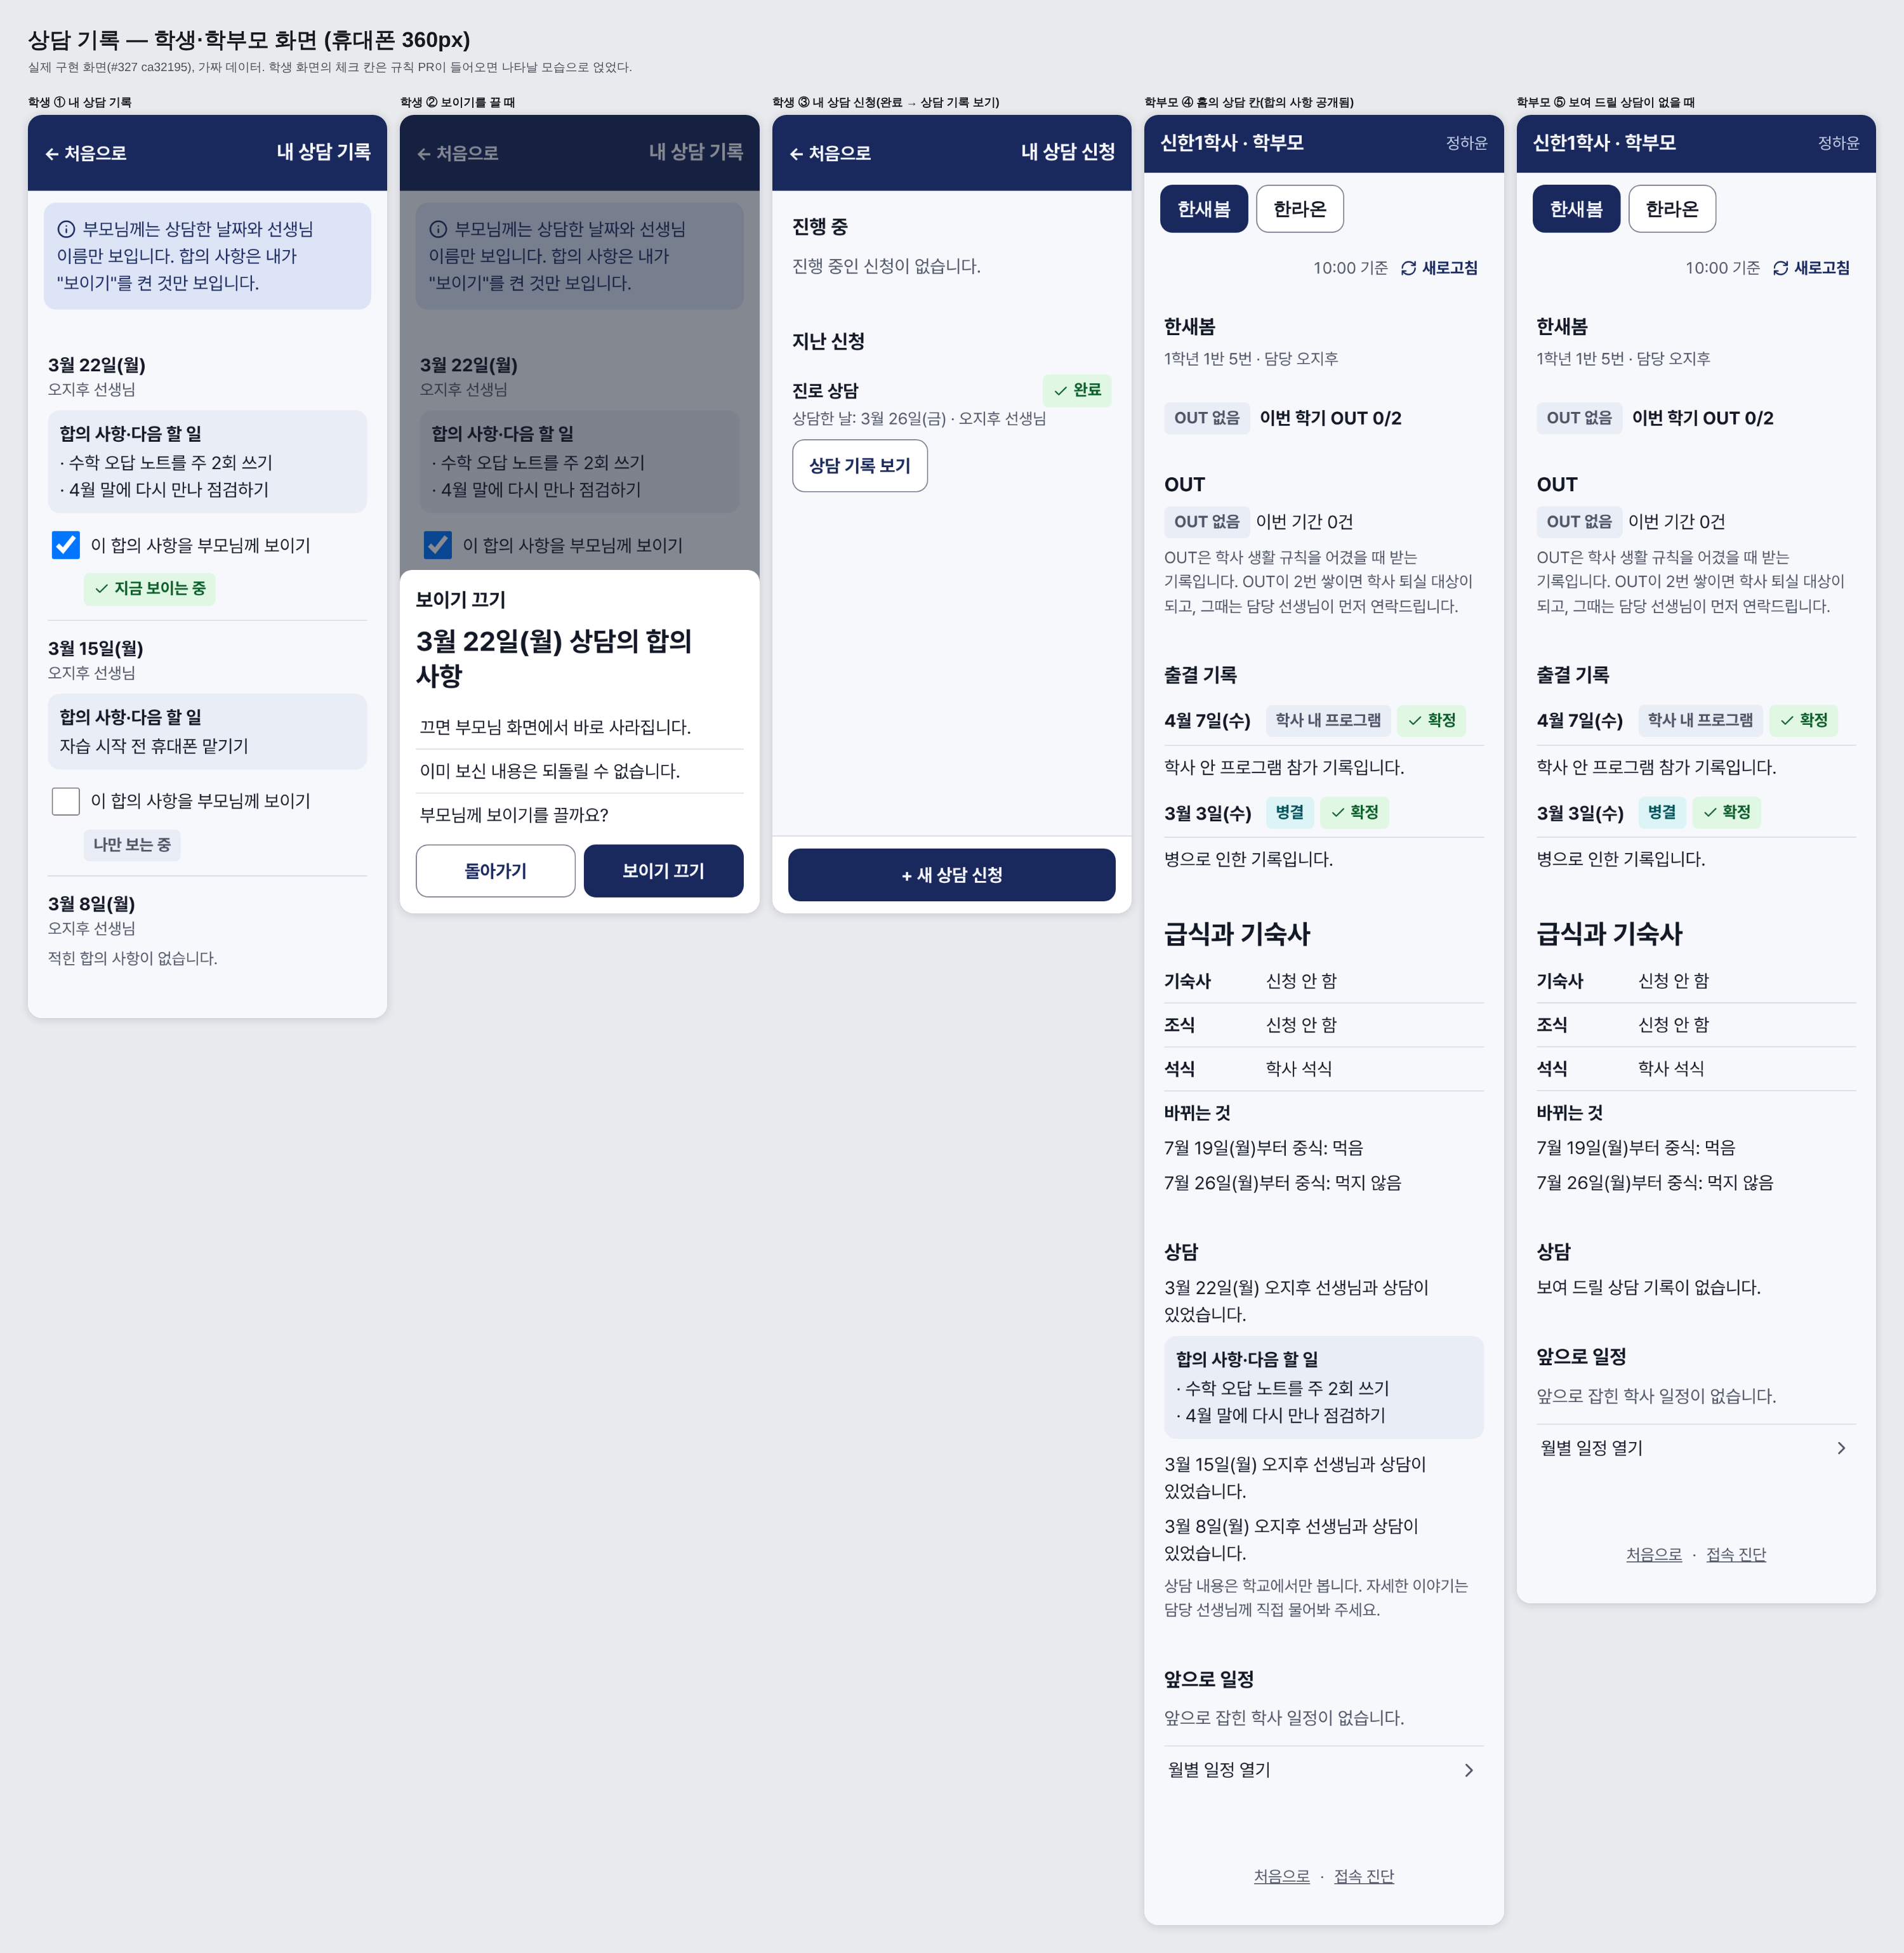 상담 기록 — 학생·학부모 화면 (휴대폰 360px)
실제 구현 화면(#327 ca32195), 가짜 데이터. 학생 화면의 체크 칸은 규칙 PR이 들어오면 나타날 모습으로 얹었다.
학생 ① 내 상담 기록
← 처음으로
내 상담 기록
부모님께는 상담한 날짜와 선생님
이름만 보입니다. 합의 사항은 내가
"보이기"를 켠 것만 보입니다.
3월 22일(월)
오지후 선생님
합의 사항·다음 할 일
· 수학 오답 노트를 주 2회 쓰기
· 4월 말에 다시 만나 점검하기
이 합의 사항을 부모님께 보이기
✓ 지금 보이는 중
3월 15일(월)
오지후 선생님
합의 사항·다음 할 일
자습 시작 전 휴대폰 맡기기
이 합의 사항을 부모님께 보이기
나만 보는 중
3월 8일(월)
오지후 선생님
적힌 합의 사항이 없습니다.
학생 ② 보이기를 끌 때
← 처음으로
내 상담 기록
부모님께는 상담한 날짜와 선생님
이름만 보입니다. 합의 사항은 내가
"보이기"를 켠 것만 보입니다.
3월 22일(월)
오지후 선생님
합의 사항·다음 할 일
· 수학 오답 노트를 주 2회 쓰기
· 4월 말에 다시 만나 점검하기
이 합의 사항을 부모님께 보이기
보이기 끄기
3월 22일(월) 상담의 합의
사항
끄면 부모님 화면에서 바로 사라집니다.
이미 보신 내용은 되돌릴 수 없습니다.
부모님께 보이기를 끌까요?
돌아가기
보이기 끄기
학생 ③ 내 상담 신청(완료 → 상담 기록 보기)
← 처음으로
내 상담 신청
진행 중
진행 중인 신청이 없습니다.
지난 신청
진로 상담
✓ 완료
상담한 날: 3월 26일(금) · 오지후 선생님
상담 기록 보기
+ 새 상담 신청
학부모 ④ 홈의 상담 칸(합의 사항 공개됨)
신한1학사 · 학부모
정하윤
한새봄
한라온
10:00 기준
새로고침
한새봄
1학년 1반 5번 · 담당 오지후
OUT 없음
이번 학기 OUT 0/2
OUT
OUT 없음
이번 기간 0건
OUT은 학사 생활 규칙을 어겼을 때 받는
기록입니다. OUT이 2번 쌓이면 학사 퇴실 대상이
되고, 그때는 담당 선생님이 먼저 연락드립니다.
출결 기록
4월 7일(수)
학사 내 프로그램
✓ 확정
학사 안 프로그램 참가 기록입니다.
3월 3일(수)
병결
✓ 확정
병으로 인한 기록입니다.
급식과 기숙사
기숙사
신청 안 함
조식
신청 안 함
석식
학사 석식
바뀌는 것
7월 19일(월)부터 중식: 먹음
7월 26일(월)부터 중식: 먹지 않음
상담
3월 22일(월) 오지후 선생님과 상담이
있었습니다.
합의 사항·다음 할 일
· 수학 오답 노트를 주 2회 쓰기
· 4월 말에 다시 만나 점검하기
3월 15일(월) 오지후 선생님과 상담이
있었습니다.
3월 8일(월) 오지후 선생님과 상담이
있었습니다.
상담 내용은 학교에서만 봅니다. 자세한 이야기는
담당 선생님께 직접 물어봐 주세요.
앞으로 일정
앞으로 잡힌 학사 일정이 없습니다.
월별 일정 열기
처음으로 · 접속 진단
학부모 ⑤ 보여 드릴 상담이 없을 때
신한1학사 · 학부모
정하윤
한새봄
한라온
10:00 기준
새로고침
한새봄
1학년 1반 5번 · 담당 오지후
OUT 없음
이번 학기 OUT 0/2
OUT
OUT 없음
이번 기간 0건
OUT은 학사 생활 규칙을 어겼을 때 받는
기록입니다. OUT이 2번 쌓이면 학사 퇴실 대상이
되고, 그때는 담당 선생님이 먼저 연락드립니다.
출결 기록
4월 7일(수)
학사 내 프로그램
✓ 확정
학사 안 프로그램 참가 기록입니다.
3월 3일(수)
병결
✓ 확정
병으로 인한 기록입니다.
급식과 기숙사
기숙사
신청 안 함
조식
신청 안 함
석식
학사 석식
바뀌는 것
7월 19일(월)부터 중식: 먹음
7월 26일(월)부터 중식: 먹지 않음
상담
보여 드릴 상담 기록이 없습니다.
앞으로 일정
앞으로 잡힌 학사 일정이 없습니다.
월별 일정 열기
처음으로 · 접속 진단